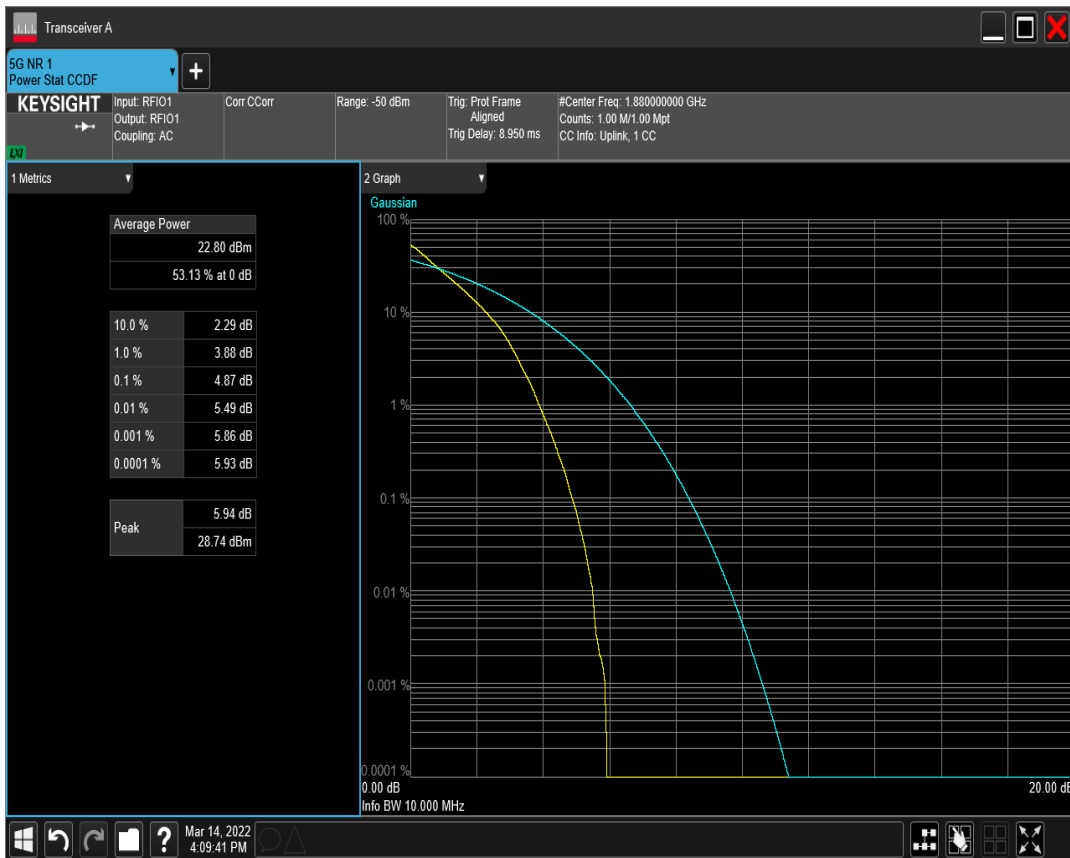 Transceiver A
5G NR 1
Power Stat CCDF
KEYSIGHT
LXI
Input: RFIO1
Output: RFIO1
Coupling: AC
Corr CCorr
Range: -50 dBm
Trig: Prot Frame
Aligned
Trig Delay: 8.950 ms
#Center Freq: 1.880000000 GHz
Counts: 1.00 M/1.00 Mpt
CC Info: Uplink, 1 CC
1 Metrics
Average Power
22.80 dBm
53.13 % at 0 dB
10.0 % 2.29 dB
1.0 % 3.88 dB
0.1 % 4.87 dB
0.01 % 5.49 dB
0.001 % 5.86 dB
0.0001 % 5.93 dB
Peak 5.94 dB
28.74 dBm
2 Graph
Gaussian
100 %
10 %
1 %
0.1 %
0.01 %
0.001 %
0.0001 %
0.00 dB 20.00 dB
Info BW 10.000 MHz
Mar 14, 2022
4:09:41 PM